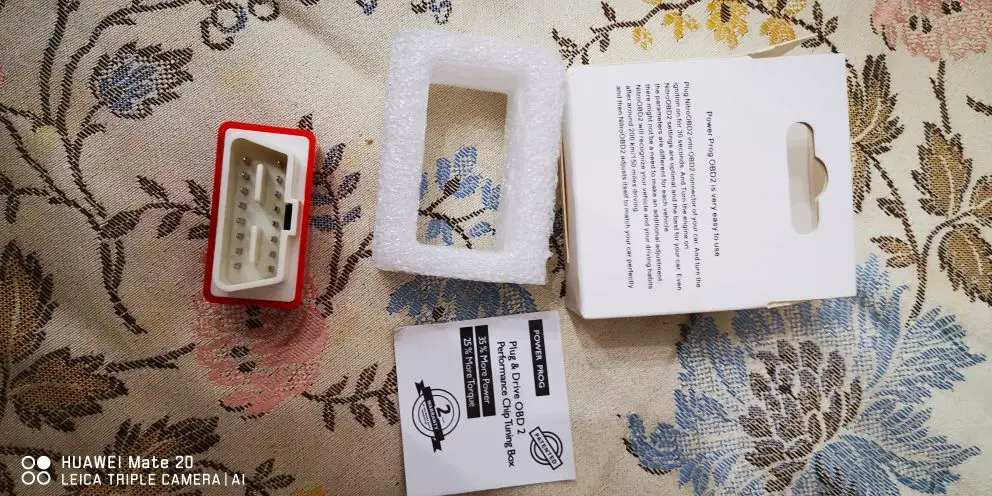 Power Prog OBD2 is very easy to use
Plug NitroOBD2 into OBD2 connector of your car. And turn the
ignition on for 30 seconds. And Turn the engine on
NitroOBD2 settings are optimal and the best for your car. Even
the parameters are different for each vehicle
there might not be a need to make an additional adjustment.
NitroOBD2 will recognize your vehicle and your driving habits
after around 200 km\150 miles driving
and then NitroOBD2 adjusts itself to match your car perfectly
POWER PROG
Plug & Drive OBD 2
Performance Chip Tuning Box
35% More Power
25% More Torque
PATENTED
2
WARRANTY
HUAWEI Mate 20
LEICA TRIPLE CAMERA | AI